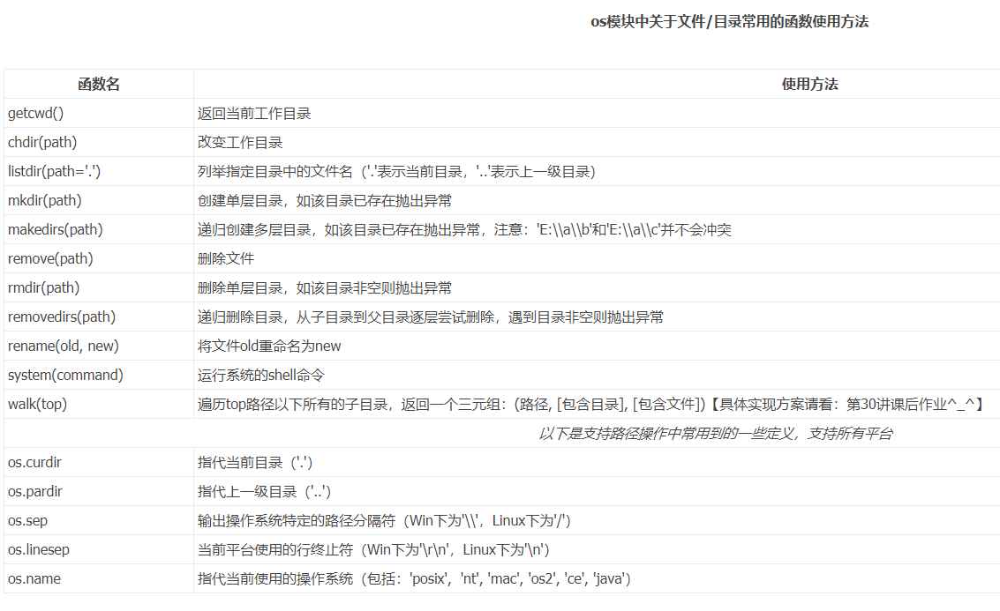 os模块中关于文件/目录常用的函数使用方法
函数名 使用方法
getcwd() 返回当前工作目录
chdir(path) 改变工作目录
listdir(path='.') 列举指定目录中的文件名（'.'表示当前目录，'..'表示上一级目录）
mkdir(path) 创建单层目录，如该目录已存在抛出异常
makedirs(path) 递归创建多层目录，如该目录已存在抛出异常，注意：'E:\\a\\b'和'E:\\a\\c'并不会冲突
remove(path) 删除文件
rmdir(path) 删除单层目录，如该目录非空则抛出异常
removedirs(path) 递归删除目录，从子目录到父目录逐层尝试删除，遇到目录非空则抛出异常
rename(old, new) 将文件old重命名为new
system(command) 运行系统的shell命令
walk(top) 遍历top路径以下所有的子目录，返回一个三元组：(路径, [包含目录], [包含文件])【具体实现方案请看：第30讲课后作业^_^】
以下是支持路径操作中常用到的一些定义，支持所有平台
os.curdir 指代当前目录（'.'）
os.pardir 指代上一级目录（'..'）
os.sep 输出操作系统特定的路径分隔符（Win下为'\\'，Linux下为'/'）
os.linesep 当前平台使用的行终止符（Win下为'\r\n'，Linux下为'\n'）
os.name 指代当前使用的操作系统（包括：'posix'，'nt', 'mac', 'os2', 'ce', 'java'）